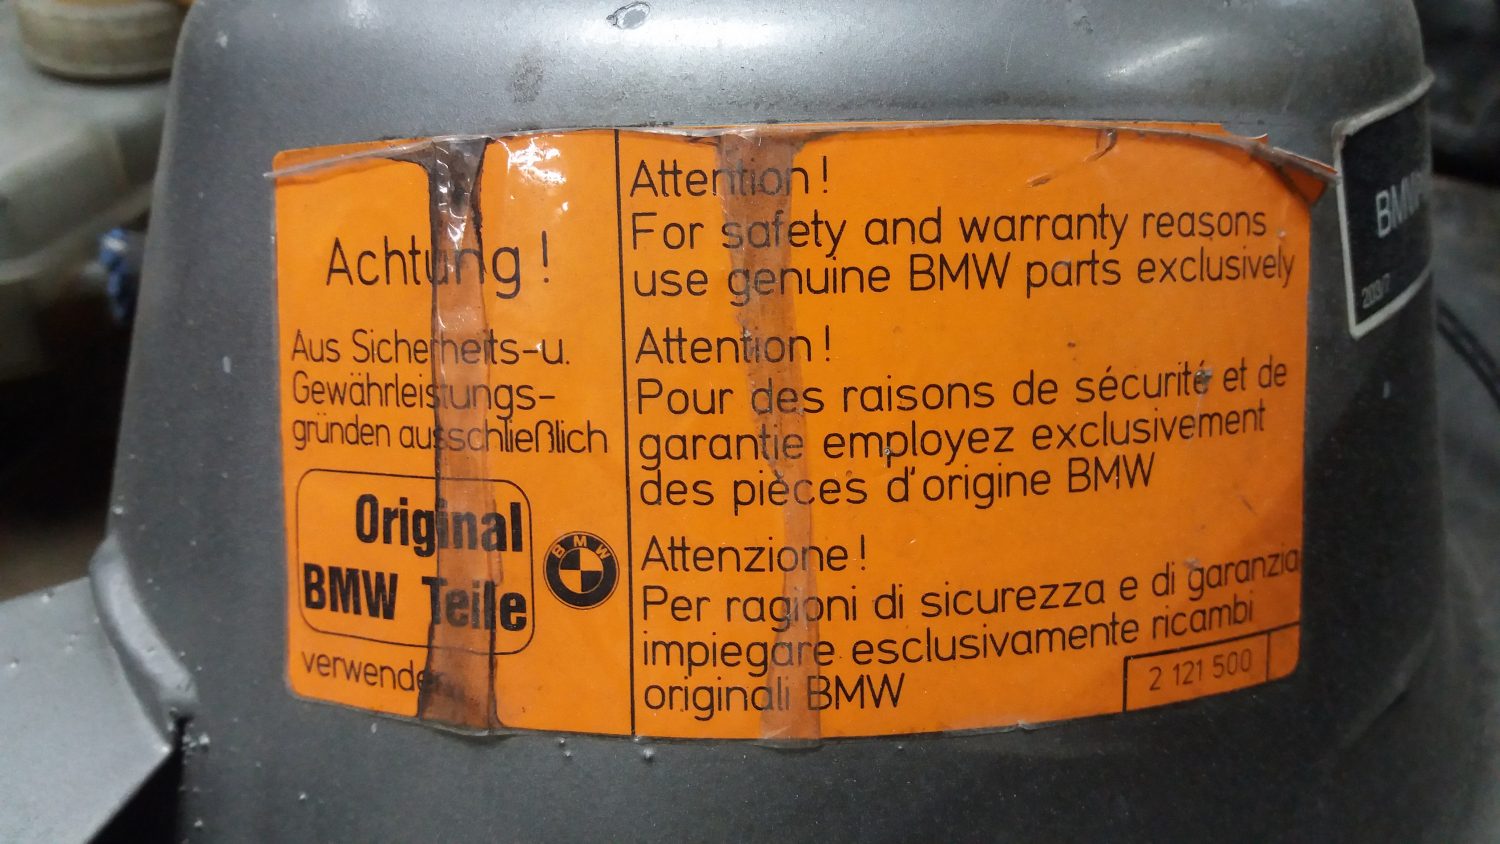 Achtung !
Aus Sicherheits-u.
Gewährleistungs-
gründen ausschließlich
Original
BMW Teile
BMW
verwenden
Attention !
For safety and warranty reasons
use genuine BMW parts exclusively
Attention !
Pour des raisons de sécurité et de
garantie employez exclusivement
des pièces d'origine BMW
Attenzione !
Per ragioni di sicurezza e di garanzia
impiegare esclusivamente ricambi
originali BMW
2 121 500